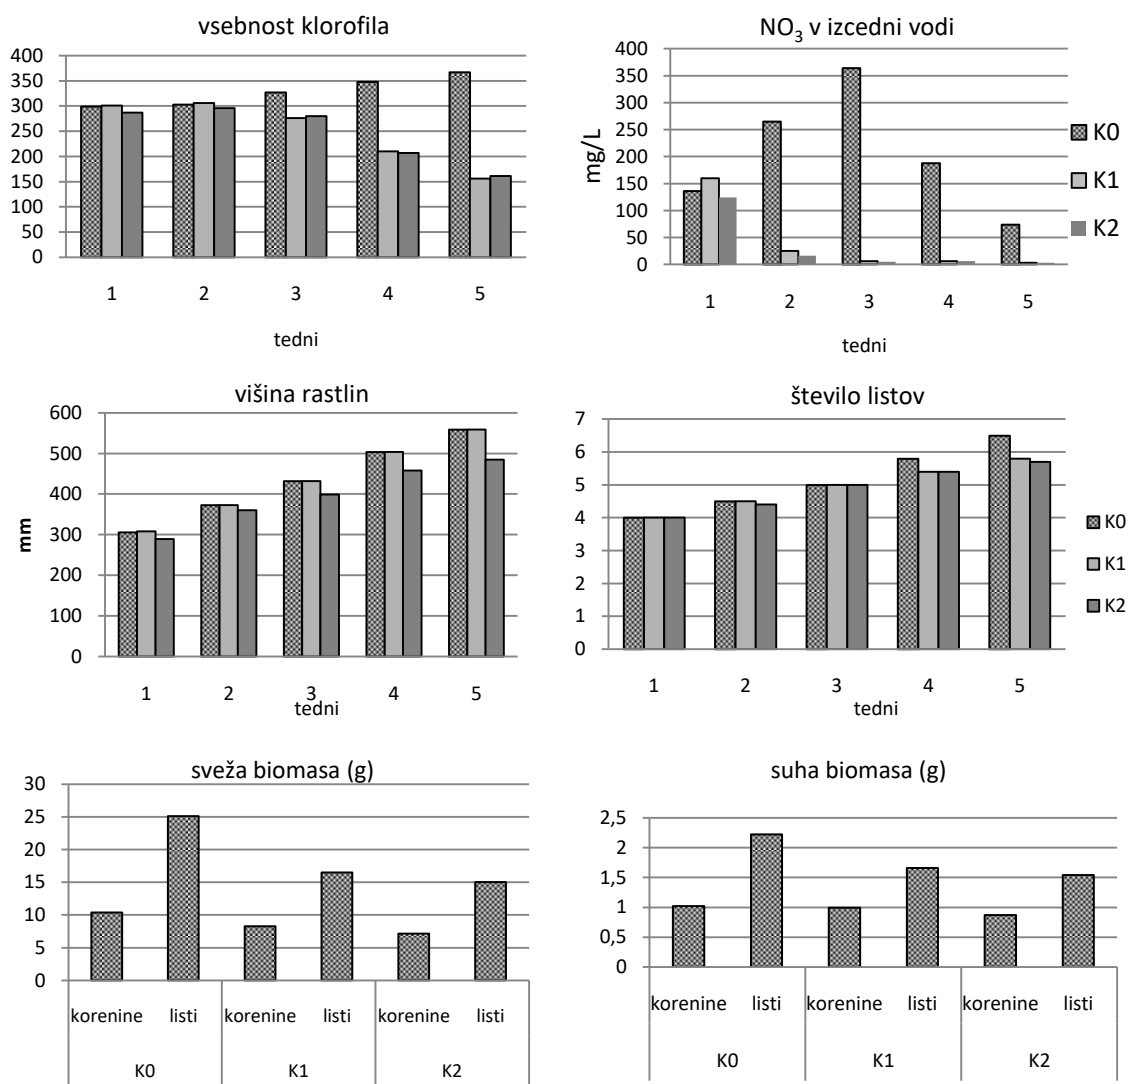 vsebnost klorofila
400
350
300
250
200
150
100
50
0
1 2 3 4 5
tedni
NO3 v izcedni vodi
mg/L
400
350
300
250
200
150
100
50
0
1 2 3 4 5
tedni
K0
K1
K2
višina rastlin
mm
600
500
400
300
200
100
0
1 2 3 4 5
tedni
število listov
7
6
5
4
3
2
1
0
1 2 3 4 5
tedni
K0
K1
K2
sveža biomasa (g)
30
25
20
15
10
5
0
korenine listi korenine listi korenine listi
K0 K1 K2
suha biomasa (g)
2,5
2
1,5
1
0,5
0
korenine listi korenine listi korenine listi
K0 K1 K2